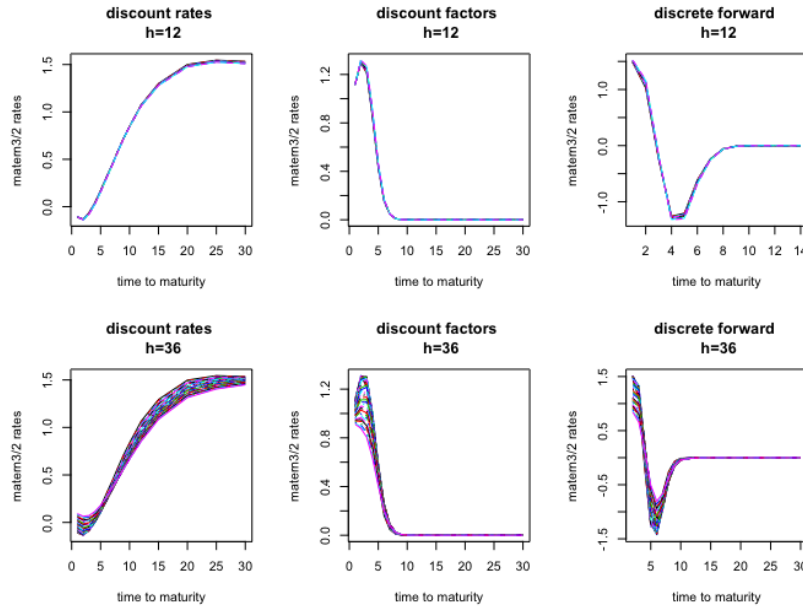 discount rates
h=12
matern3/2 rates
0.0 0.5 1.0 1.5
0 5 10 15 20 25 30
time to maturity
discount factors
h=12
matern3/2 rates
0.0 0.4 0.8 1.2
0 5 10 15 20 25 30
time to maturity
discrete forward
h=12
matern3/2 rates
-1.0 0.0 1.0
2 4 6 8 10 12 14
time to maturity
discount rates
h=36
matern3/2 rates
0.0 0.5 1.0 1.5
0 5 10 15 20 25 30
time to maturity
discount factors
h=36
matern3/2 rates
0.0 0.4 0.8 1.2
0 5 10 15 20 25 30
time to maturity
discrete forward
h=36
matern3/2 rates
-1.5 -0.5 0.5 1.5
5 10 15 20 25 30
time to maturity